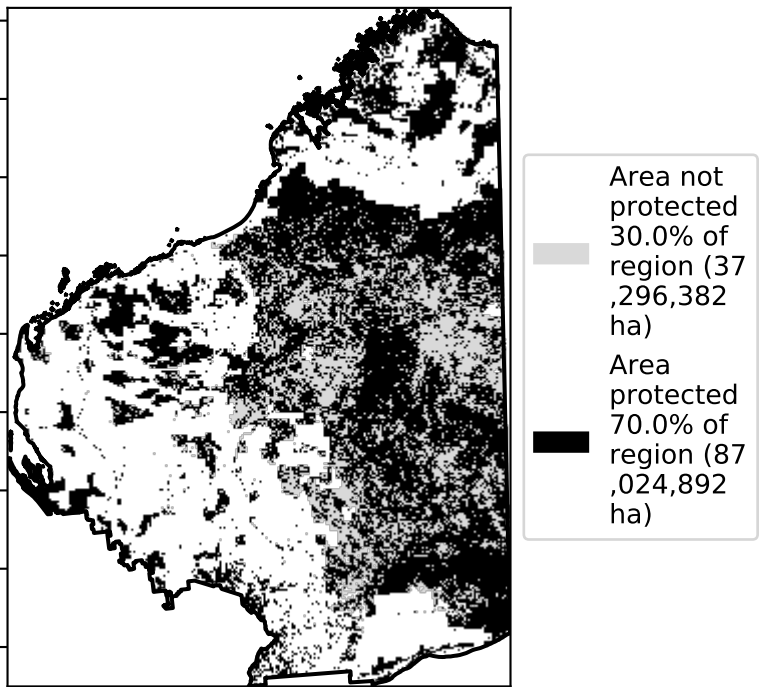 Area not
protected
30.0% of
region (37
,296,382
ha)
Area
protected
70.0% of
region (87
,024,892
ha)